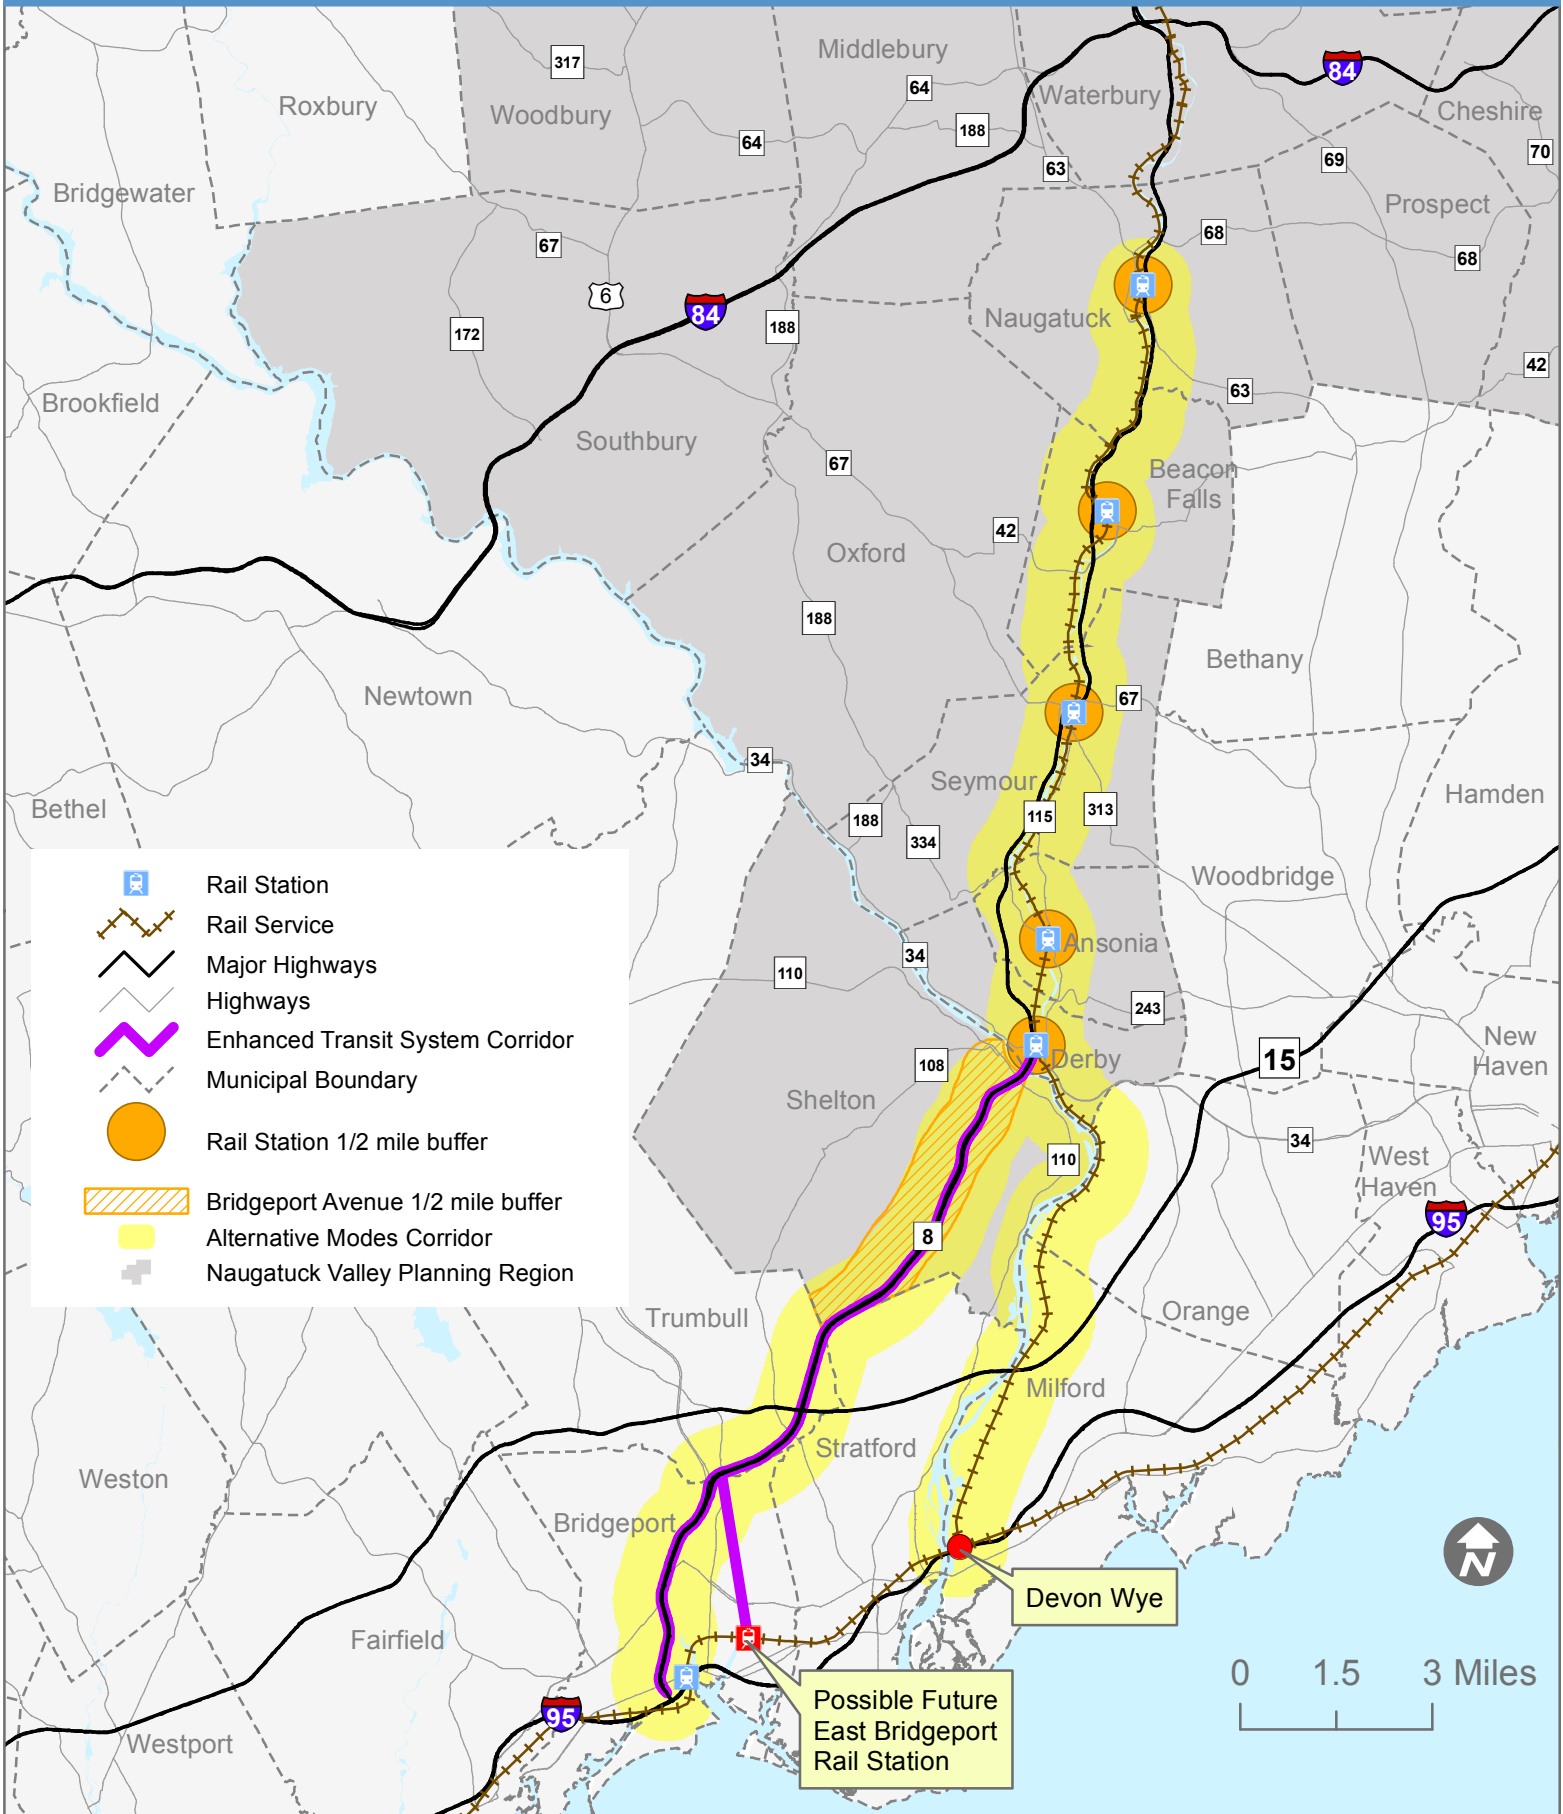 Middlebury
317
84
64
Waterbury
Roxbury
Woodbury
Cheshire
188
64
70
69
63
Bridgewater
Prospect
68
67
68
6
84
Naugatuck
188
172
42
63
Brookfield
Southbury
67
Beacon
Falls
42
Oxford
188
Bethany
Newtown
67
34
Seymour
Bethel
Hamden
313
115
188
334
Woodbridge
Rail Station
Rail Service
Major Highways
Highways
Enhanced Transit System Corridor
Municipal Boundary
Rail Station 1/2 mile buffer
Bridgeport Avenue 1/2 mile buffer
Alternative Modes Corridor
Naugatuck Valley Planning Region
Ansonia
34
110
243
New
Haven
15
Derby
108
Shelton
34
110
West
Haven
95
8
Orange
Trumbull
Milford
Stratford
Weston
Bridgeport
N
Devon Wye
Fairfield
0 1.5 3 Miles
Possible Future
East Bridgeport
Rail Station
95
Westport